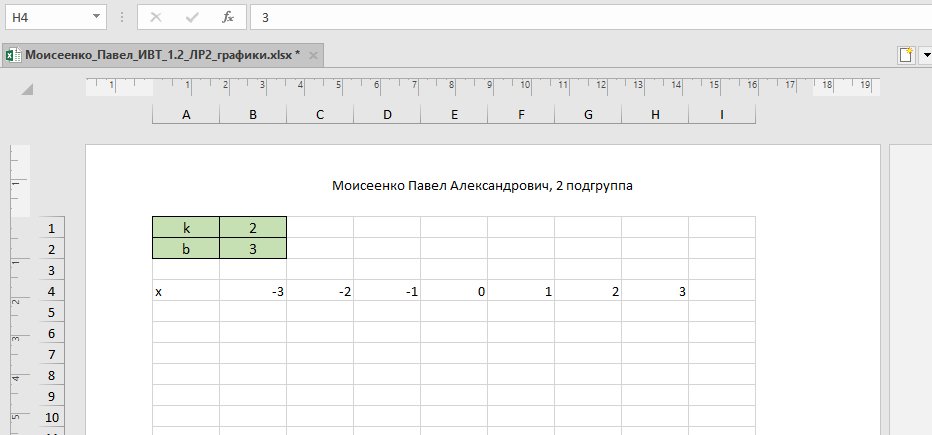 H4 3
Моисеенко_Павел_ИВТ_1.2_ЛР2_графики.xlsx *
1 1 2 3 4 5 6 7 8 9 10 11 12 13 14 15 16 17 18 19
A B C D E F G H I
Моисеенко Павел Александрович, 2 подгруппа
1 k 2
2 b 3
3
4 x -3 -2 -1 0 1 2 3
5
6
7
8
9
10